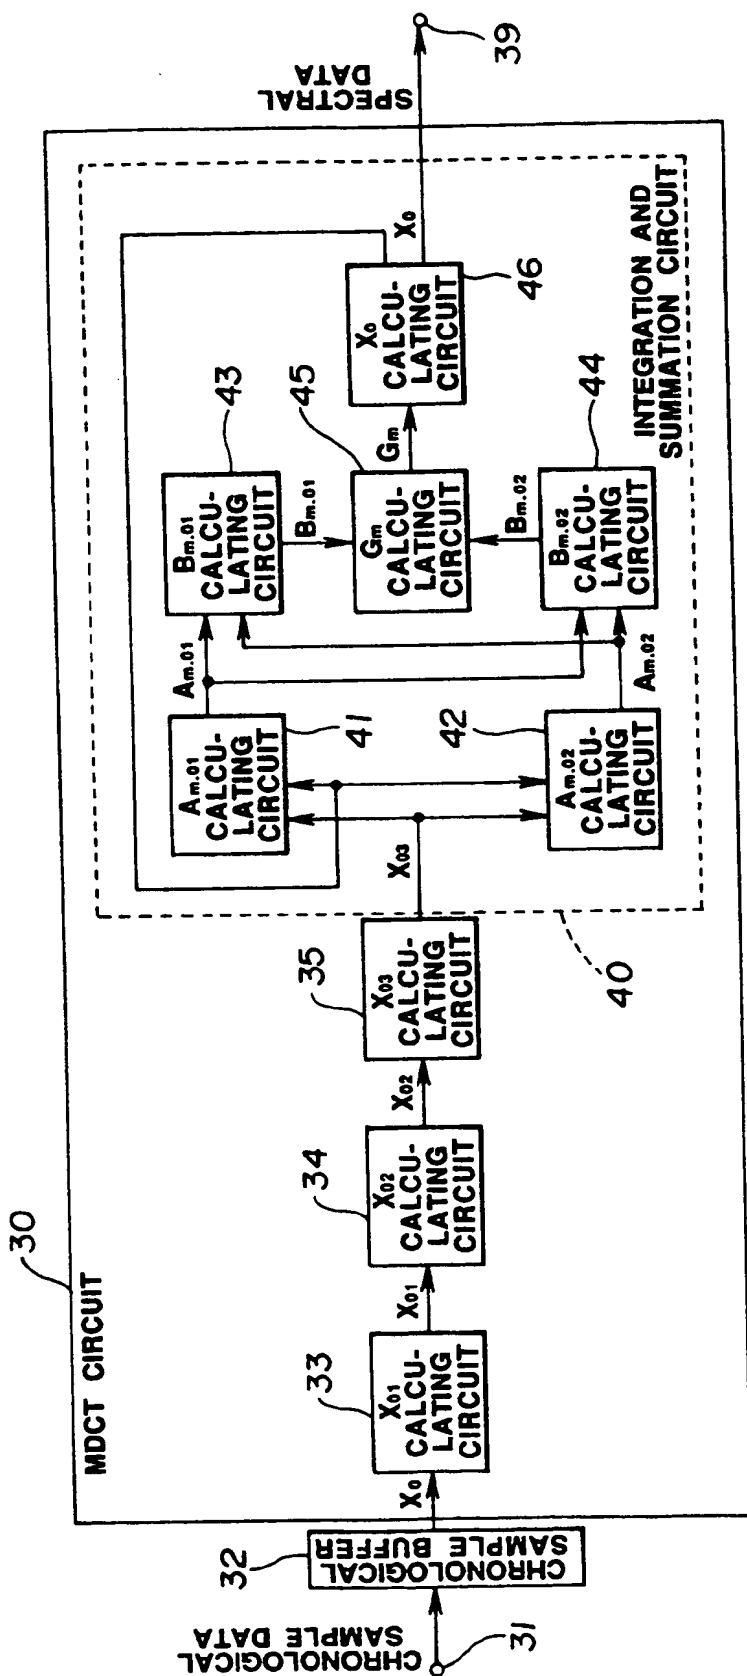 30
MDCT CIRCUIT
CHRONOLOGICAL
SAMPLE DATA
31
32
CHRONOLOGICAL
SAMPLE BUFFER
X0
33
X01
CALCU-
LATING
CIRCUIT
X01
34
X02
CALCU-
LATING
CIRCUIT
X02
35
X03
CALCU-
LATING
CIRCUIT
X03
40
Am.01
CALCU-
LATING
CIRCUIT
41
Am.01
42
Am.02
CALCU-
LATING
CIRCUIT
Am.02
43
Bm.01
CALCU-
LATING
CIRCUIT
Bm.01
45
Gm
CALCU-
LATING
CIRCUIT
Gm
Bm.02
44
Bm.02
CALCU-
LATING
CIRCUIT
X0
CALCU-
LATING
CIRCUIT
46
X0
INTEGRATION AND
SUMMATION CIRCUIT
SPECTRAL
DATA
39